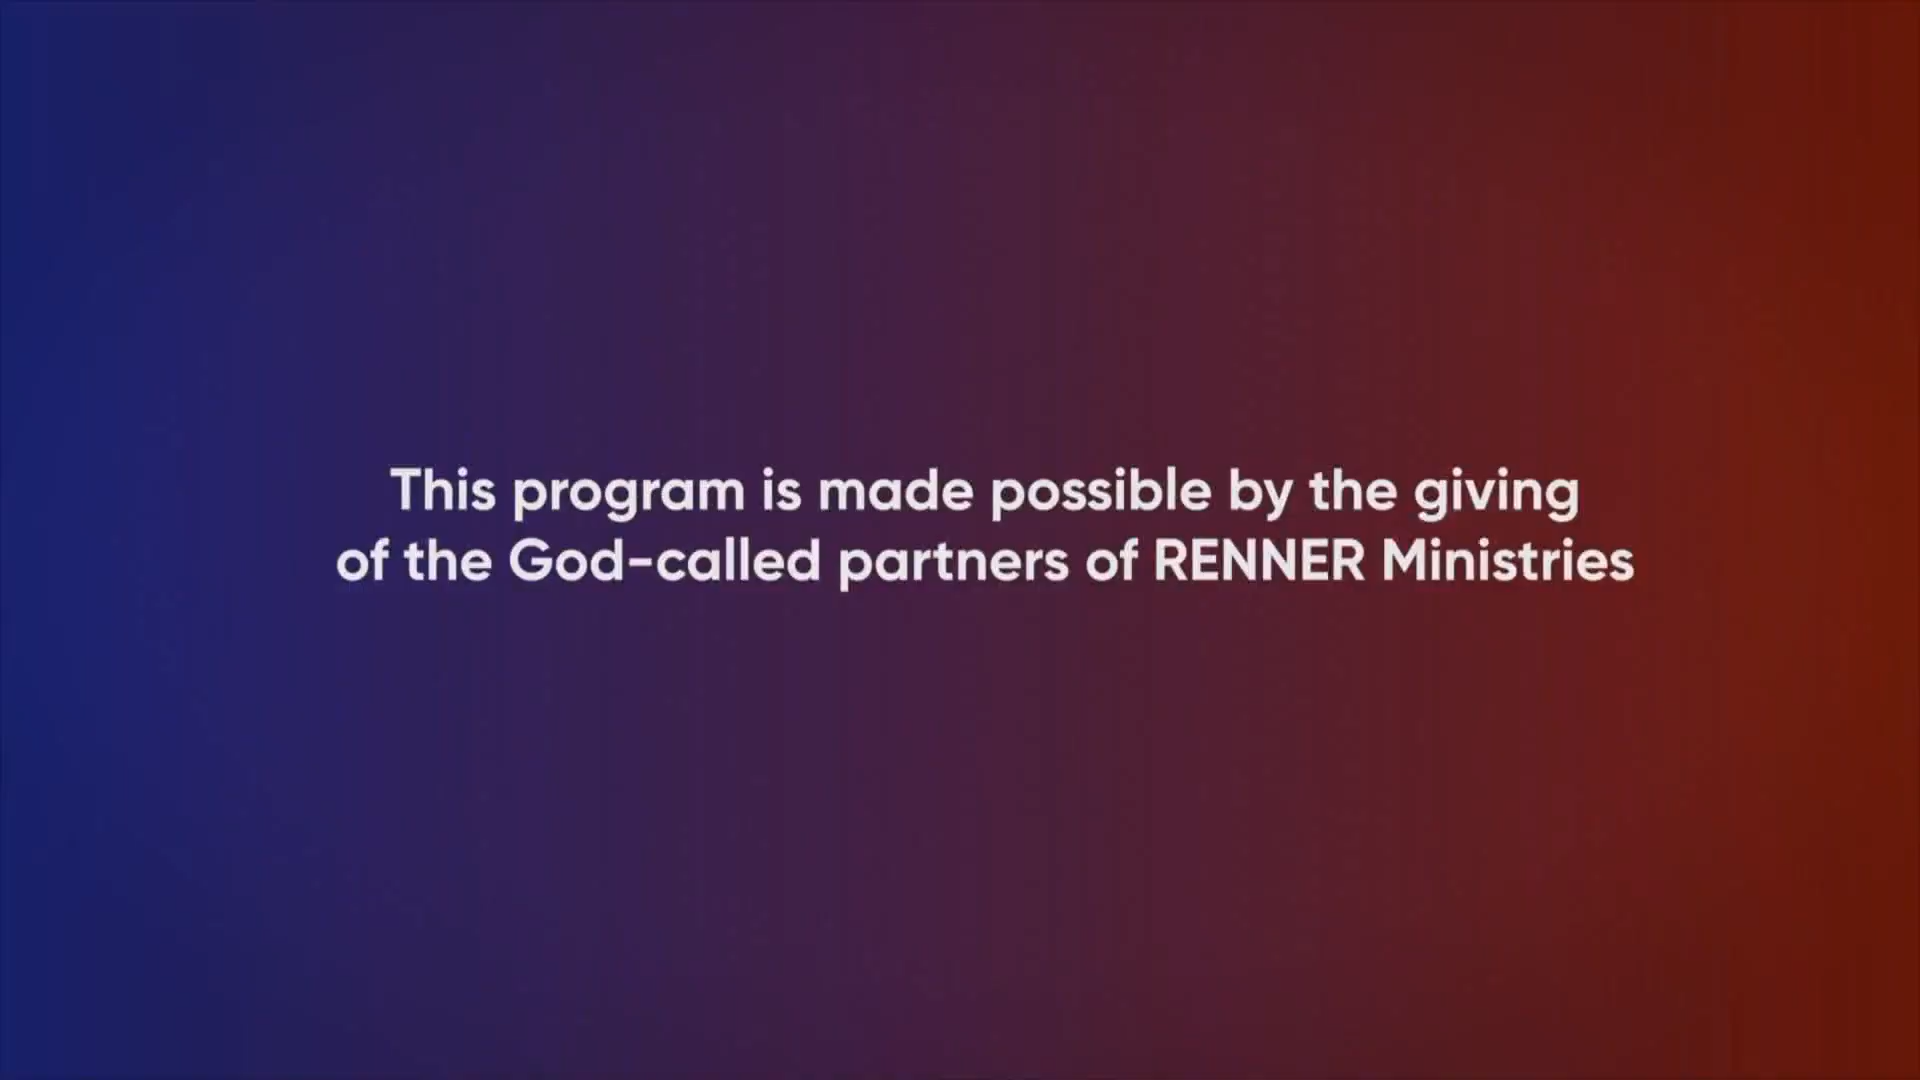 This program is made possible by the giving
of the God-called partners of RENNER Ministries